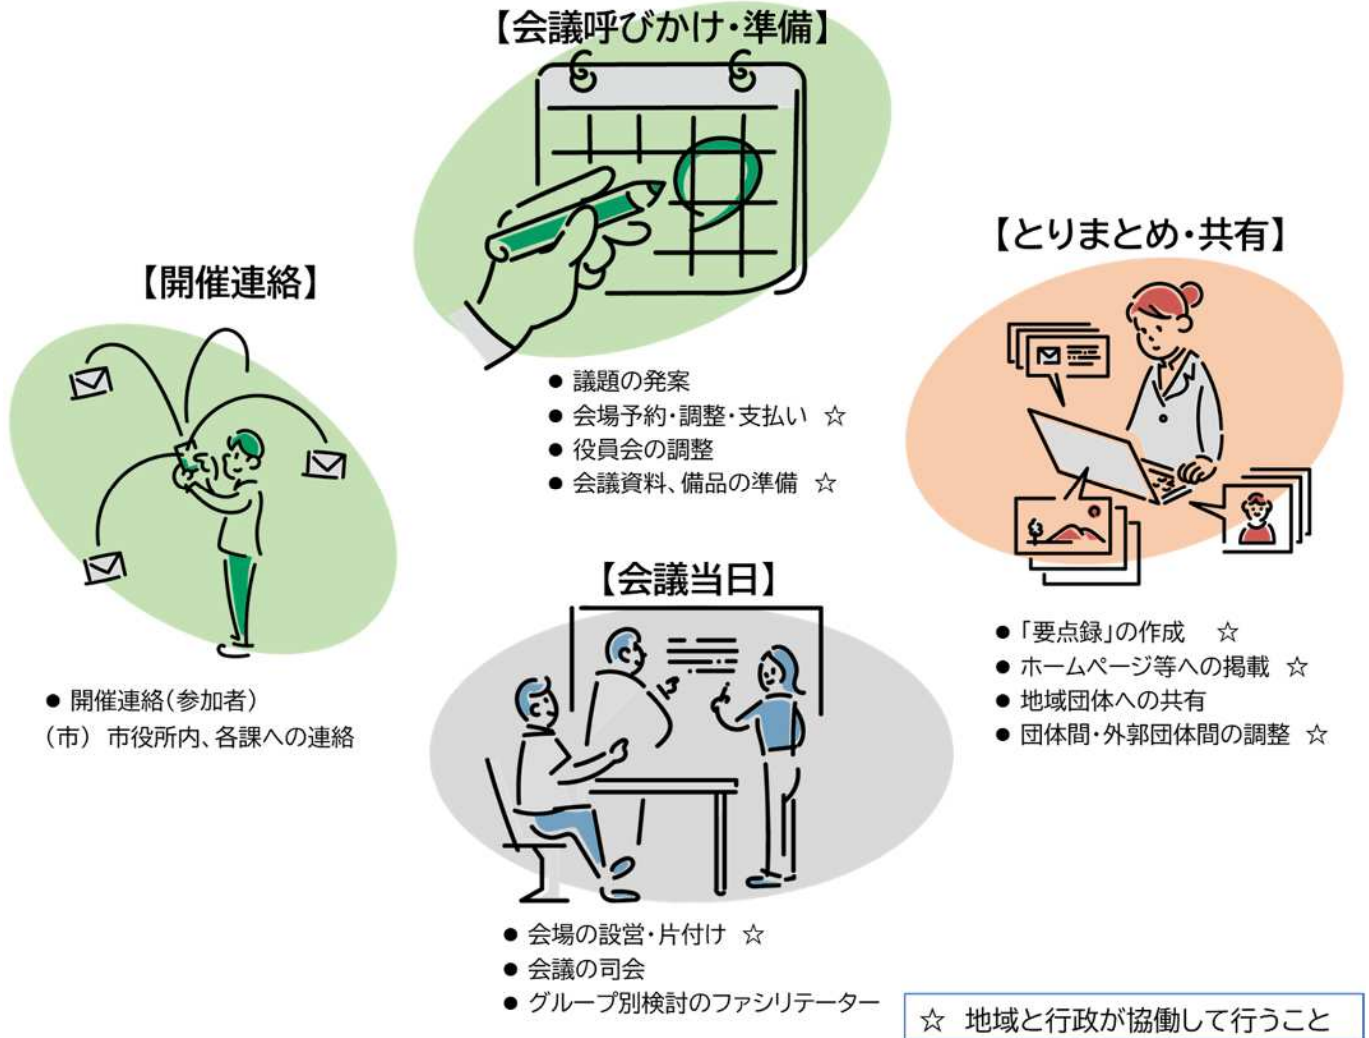 【会議呼びかけ・準備】
● 議題の発案
● 会場予約・調整・支払い ☆
● 役員会の調整
● 会議資料、備品の準備 ☆
【開催連絡】
● 開催連絡(参加者)
(市) 市役所内、各課への連絡
【とりまとめ・共有】
● 「要点録」の作成 ☆
● ホームページ等への掲載 ☆
● 地域団体への共有
● 団体間・外郭団体間の調整 ☆
【会議当日】
● 会場の設営・片付け ☆
● 会議の司会
● グループ別検討のファシリテーター
☆ 地域と行政が協働して行うこと